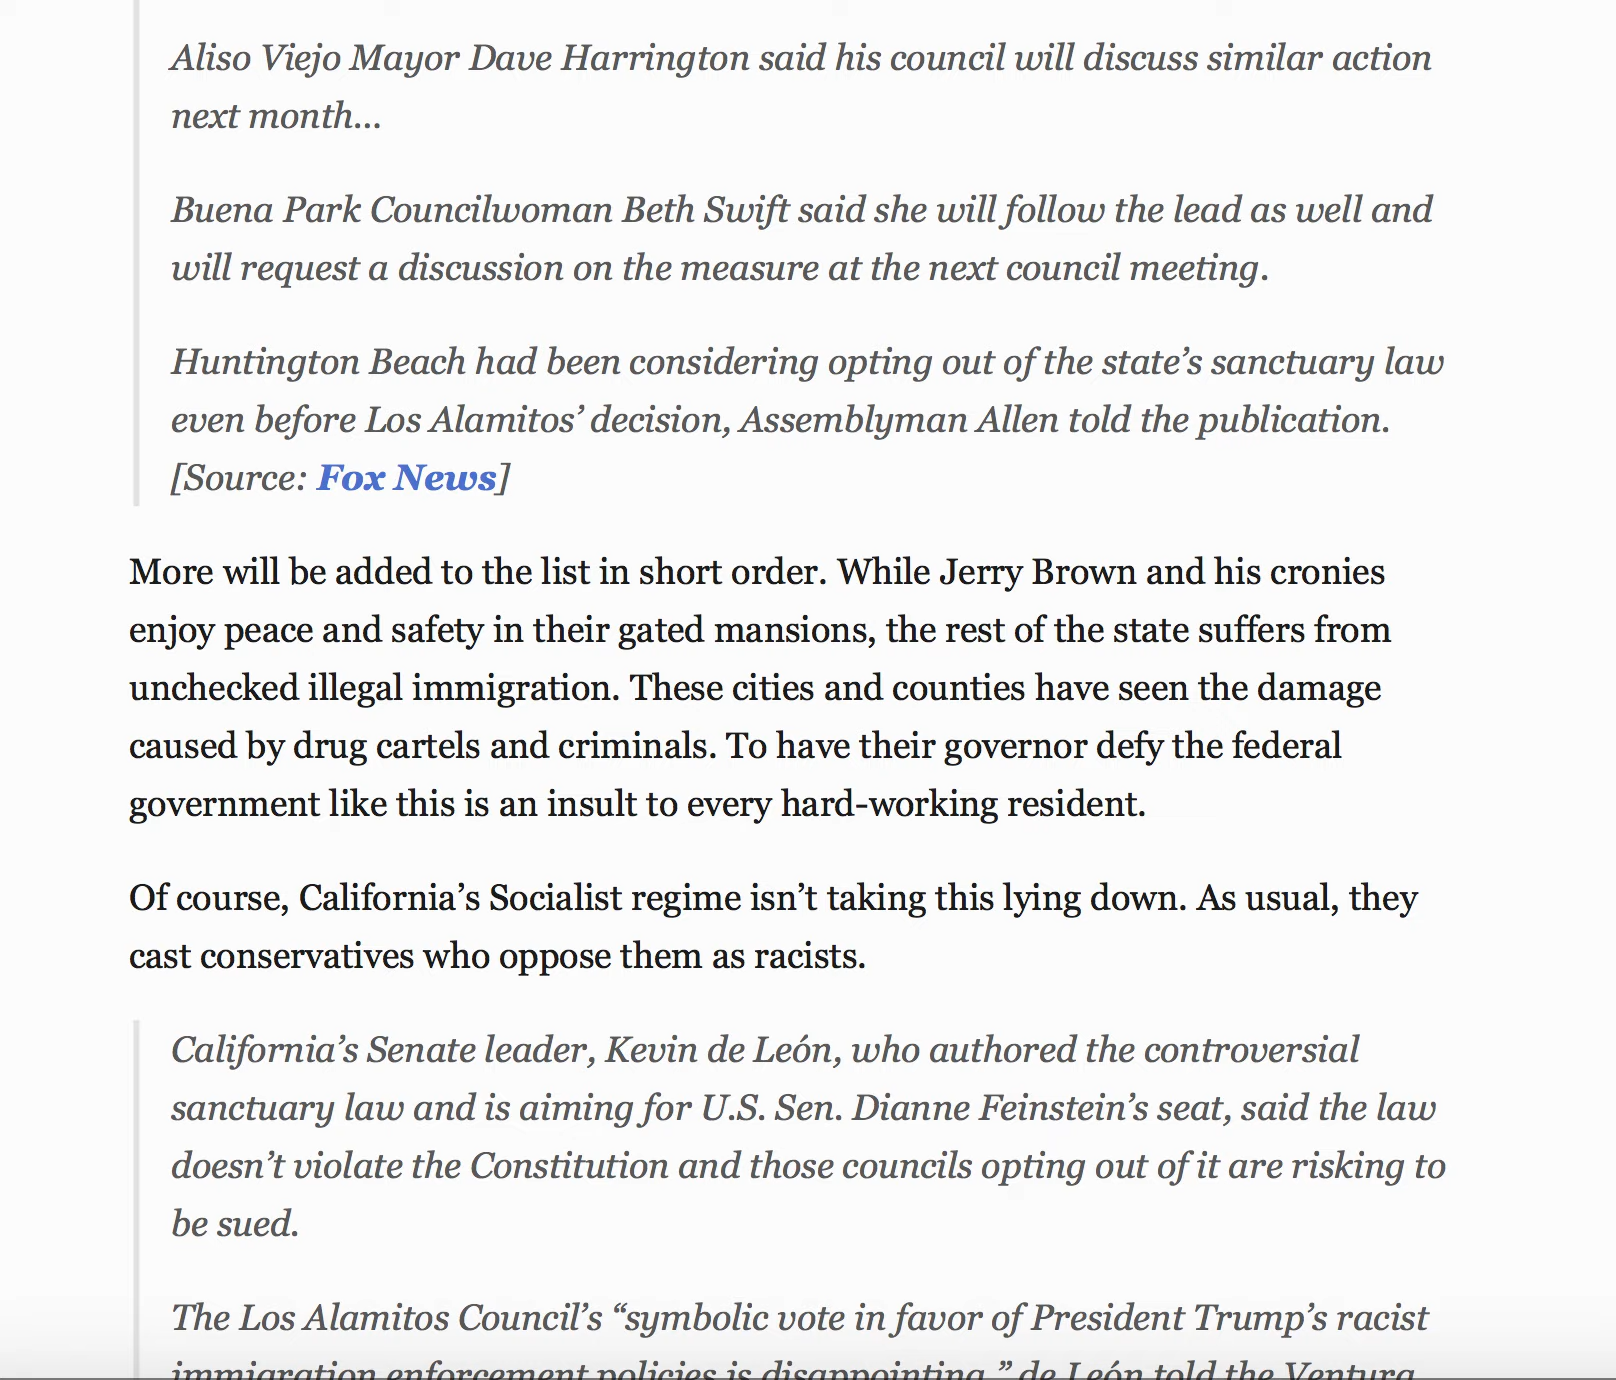 Aliso Viejo Mayor Dave Harrington said his council will discuss similar action
next month…
Buena Park Councilwoman Beth Swift said she will follow the lead as well and
will request a discussion on the measure at the next council meeting.
Huntington Beach had been considering opting out of the state’s sanctuary law
even before Los Alamitos’ decision, Assemblyman Allen told the publication.
[Source: Fox News]
More will be added to the list in short order. While Jerry Brown and his cronies
enjoy peace and safety in their gated mansions, the rest of the state suffers from
unchecked illegal immigration. These cities and counties have seen the damage
caused by drug cartels and criminals. To have their governor defy the federal
government like this is an insult to every hard-working resident.
Of course, California’s Socialist regime isn’t taking this lying down. As usual, they
cast conservatives who oppose them as racists.
California’s Senate leader, Kevin de León, who authored the controversial
sanctuary law and is aiming for U.S. Sen. Dianne Feinstein’s seat, said the law
doesn’t violate the Constitution and those councils opting out of it are risking to
be sued.
The Los Alamitos Council’s “symbolic vote in favor of President Trump’s racist
immigration enforcement policies is disappointing,” de León told the Ventura